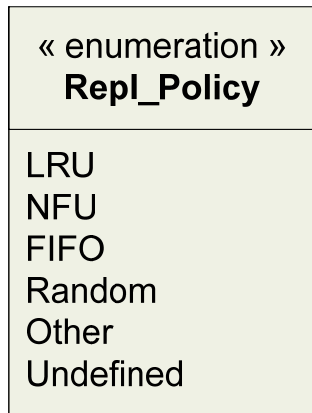 « enumeration »
Repl_Policy
LRU
NFU
FIFO
Random
Other
Undefined